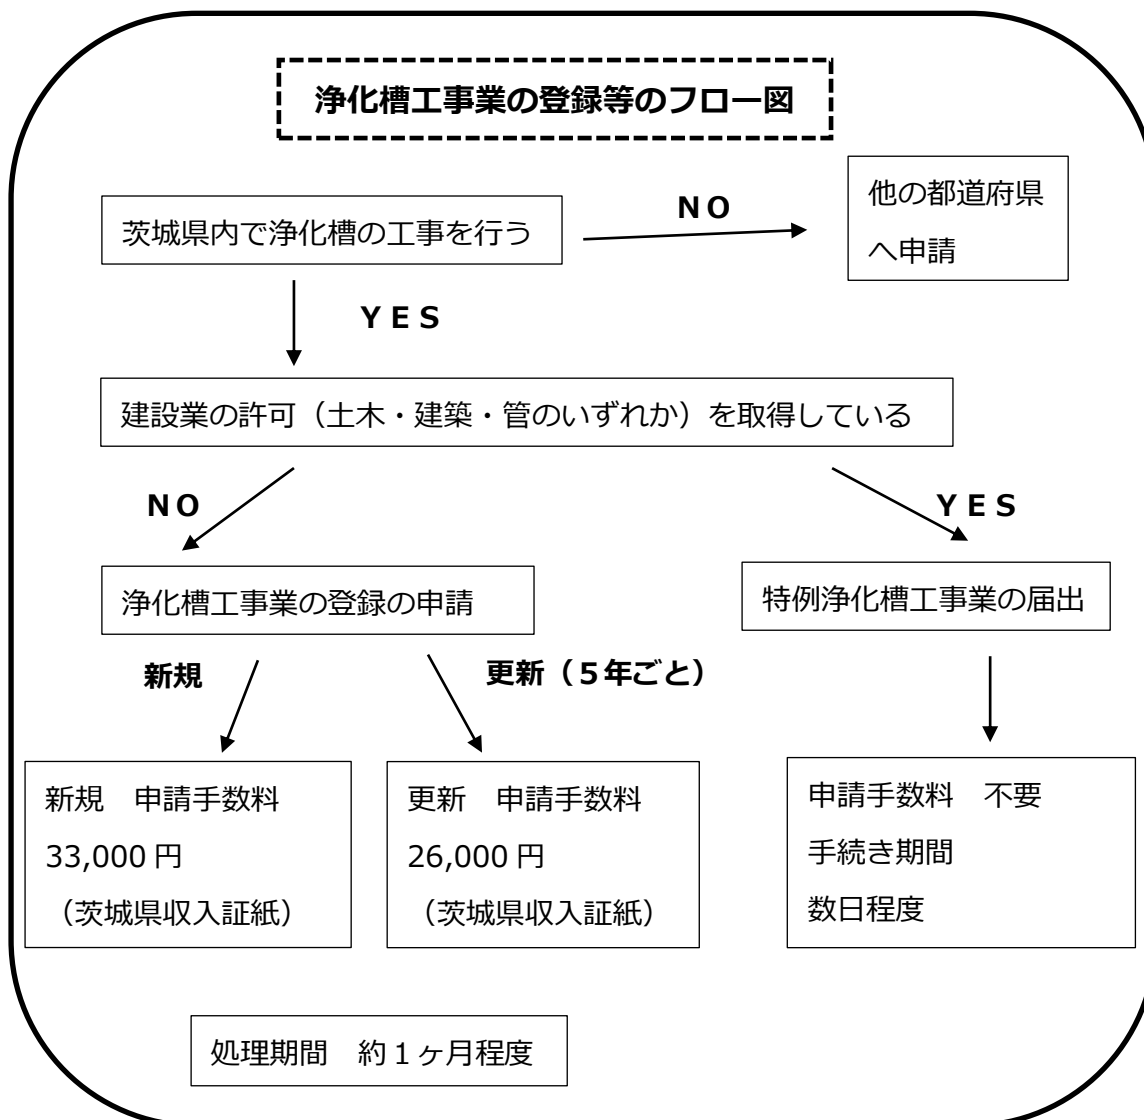 浄化槽工事業の登録等のフロー図
茨城県内で浄化槽の工事を行う
NO
他の都道府県
へ申請
YES
建設業の許可（土木・建築・管のいずれか）を取得している
NO
YES
浄化槽工事業の登録の申請
特例浄化槽工事業の届出
新規
更新（５年ごと）
新規　申請手数料
33,000 円
（茨城県収入証紙）
更新　申請手数料
26,000 円
（茨城県収入証紙）
申請手数料　不要
手続き期間
数日程度
処理期間　約１ヶ月程度